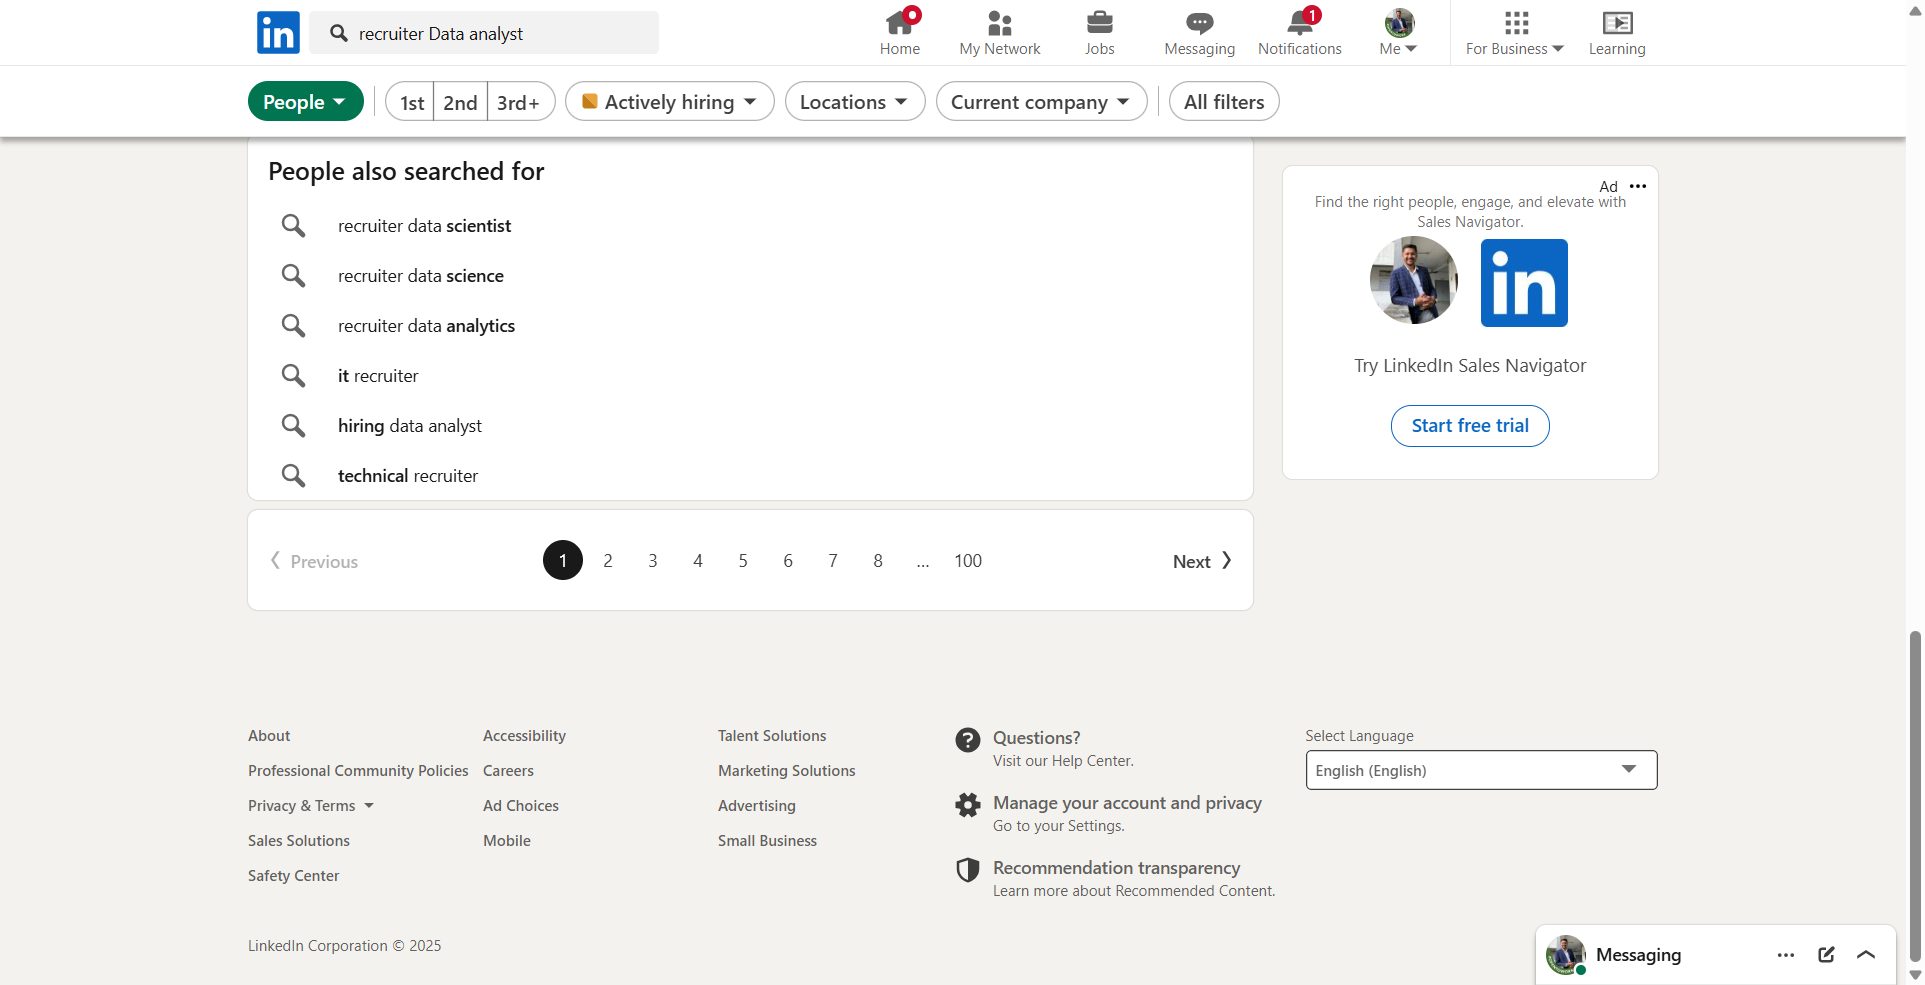 in
recruiter Data analyst
Home
My Network
Jobs
Messaging
1
Notifications
Me
For Business
Learning
People
1st
2nd
3rd+
Actively hiring
Locations
Current company
All filters
People also searched for
recruiter data scientist
recruiter data science
recruiter data analytics
it recruiter
hiring data analyst
technical recruiter
Ad
Find the right people, engage, and elevate with
Sales Navigator.
in
Try LinkedIn Sales Navigator
Start free trial
Previous
1 2 3 4 5 6 7 8 ... 100
Next
About
Professional Community Policies
Privacy & Terms
Sales Solutions
Safety Center
Accessibility
Careers
Ad Choices
Mobile
Talent Solutions
Marketing Solutions
Advertising
Small Business
Questions?
Visit our Help Center.
Manage your account and privacy
Go to your Settings.
Recommendation transparency
Learn more about Recommended Content.
Select Language
English (English)
LinkedIn Corporation © 2025
Messaging